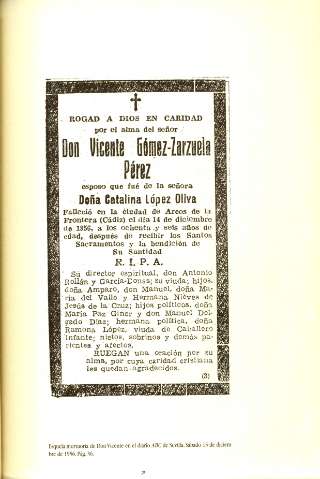 ROGAD A DIOS EN CARIDAD
por el alma del señor
Don Vicente Gómez-Zarzuela
Pérez
esposo que fué de la señora
Doña Catalina López Oliva
Falleció en la ciudad de Arcos de la
Frontera (Cádiz) el día 14 de diciembre
de 1956, a los ochenta y seis años de
edad, después de recibir los Santos
Sacramentos y la bendición de
Su Santidad
R. I. P. A.
Su director espiritual, don Antonio
Rollán y García-Donas; su viuda; hijos,
doña Amparo, don Manuel, doña Ma-
ría del Valle y Hermana Nieves de
Jesús de la Cruz; hijos políticos, doña
María Paz Giner y don Manuel Del-
gado Díaz; hermana política, doña
Ramona López, viuda de Caballero
Infante; nietos, sobrinos y demás pa-
rientes y afectos,
RUEGAN una oración por su
alma, por cuya caridad cristiana
les quedan agradecidos.
(3)
Esquela mortuoria de Don Vicente en el diario ABC de Sevilla. Sábado 15 de diciem-
bre de 1956. Pág. 56.